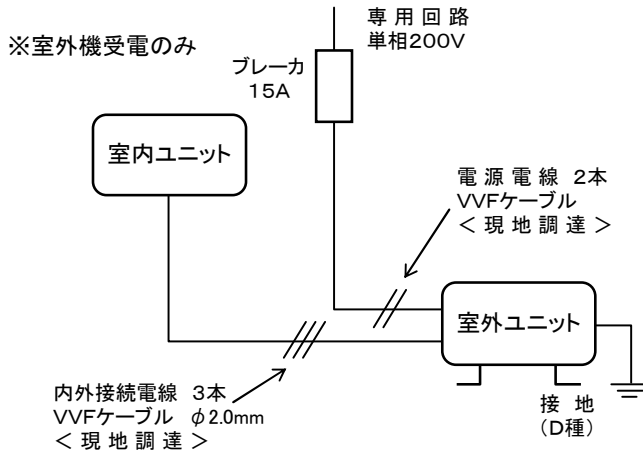 ※室外機受電のみ
専用回路
単相200V
ブレーカ
15A
室内ユニット
電源電線 2本
VVFケーブル
<現地調達>
室外ユニット
内外接続電線 3本
VVFケーブル φ2.0mm
<現地調達>
接地
(D種)